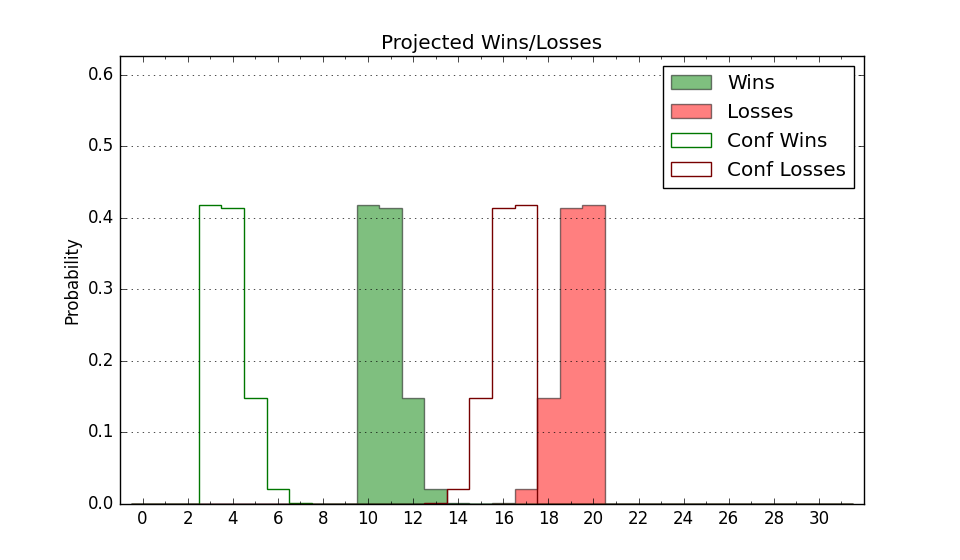 Projected Wins/Losses
Wins
Losses
Conf Wins
Conf Losses
Probability
0.6
0.5
0.4
0.3
0.2
0.1
0.0
0 2 4 6 8 10 12 14 16 18 20 22 24 26 28 30